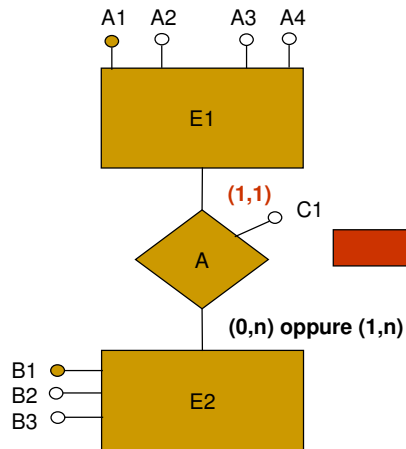 A1 A2 A3 A4
E1
(1,1)
C1
A
(0,n) oppure (1,n)
B1
B2
B3
E2